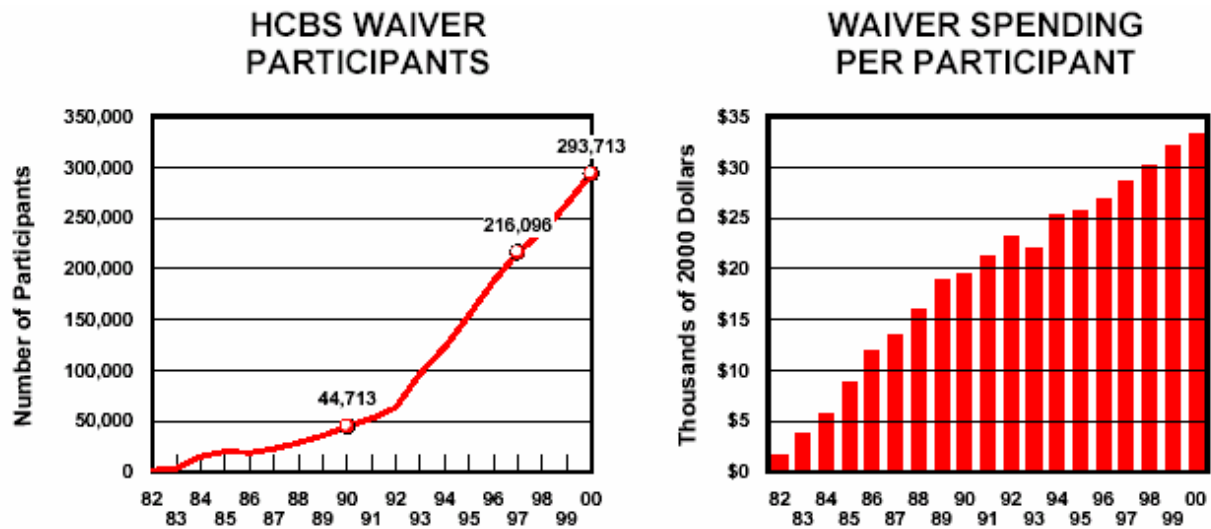 HCBS WAIVER
PARTICIPANTS
350,000
300,000
250,000
200,000
150,000
100,000
50,000
0
Number of Participants
293,713
216,096
44,713
82 84 86 88 90 92 94 96 98 00
83 85 87 89 91 93 95 97 99
WAIVER SPENDING
PER PARTICIPANT
$35
$30
$25
$20
$15
$10
$5
$0
Thousands of 2000 Dollars
82 84 86 88 90 92 94 96 98 00
83 85 87 89 91 93 95 97 99